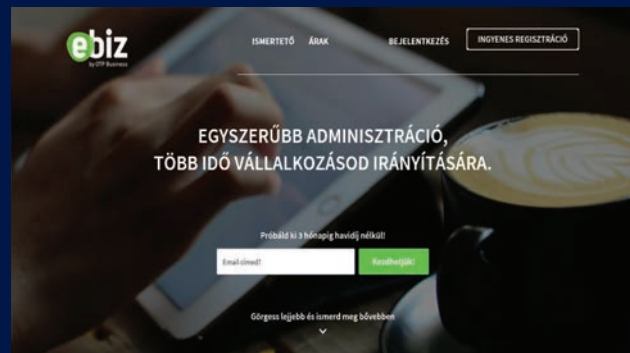 ebiz
by OTP Business
ISMERTETŐ ÁRAK BEJELENTKEZÉS INGYENES REGISZTRÁCIÓ
EGYSZERŰBB ADMINISZTRÁCIÓ,
TÖBB IDŐ VÁLLALKOZÁSOD IRÁNYÍTÁSÁRA.
Próbáld ki 3 hónapig havidíj nélkül!
Email címed? Kezdhetjük!
Görgess lejjebb és ismerd meg bővebben